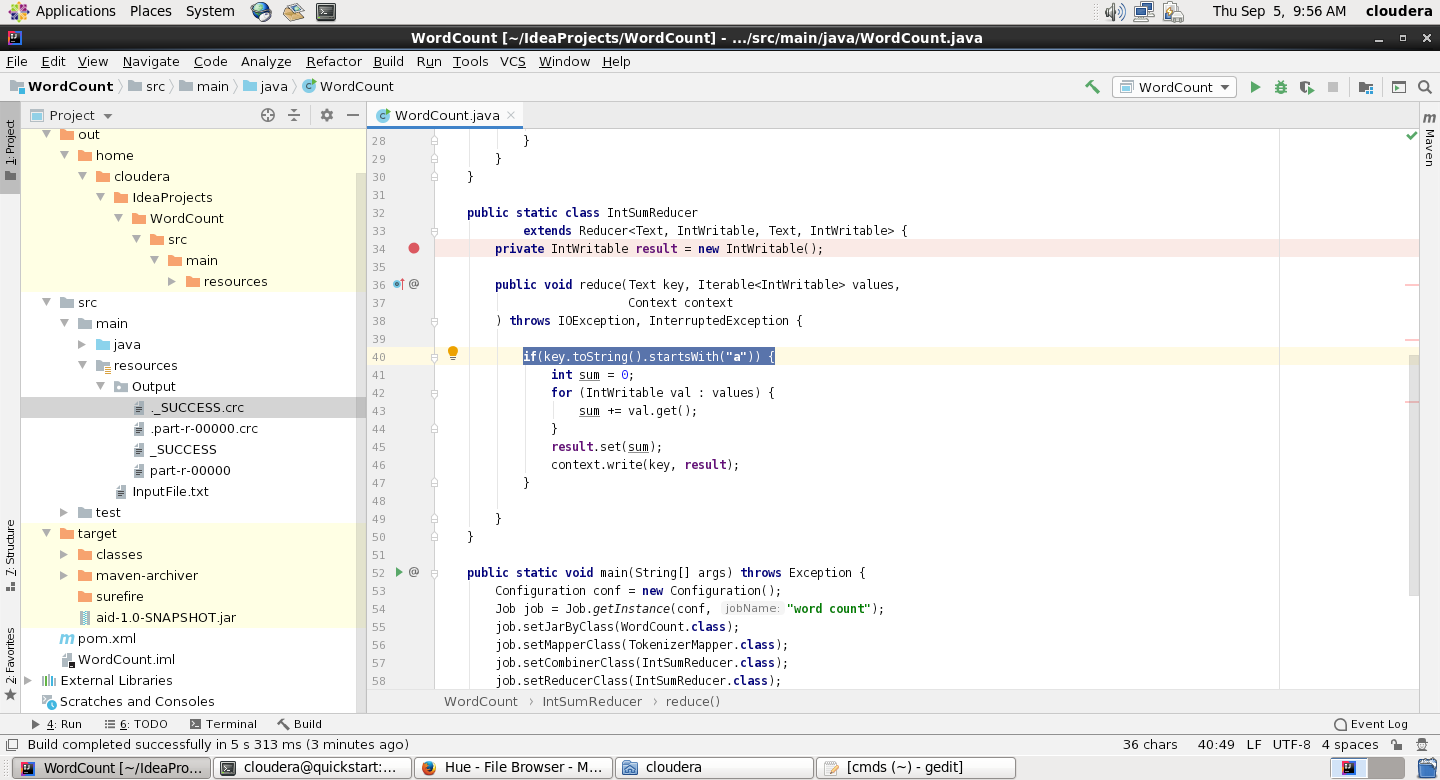 Applications Places System Thu Sep 5, 9:56 AM cloudera
WordCount [~/IdeaProjects/WordCount] - .../src/main/java/WordCount.java
File Edit View Navigate Code Analyze Refactor Build Run Tools VCS Window Help
WordCount src main java WordCount WordCount
Project WordCount.java
1: Project
7: Structure
2: Favorites
Maven
out
home
cloudera
IdeaProjects
WordCount
src
main
resources
src
main
java
resources
Output
._SUCCESS.crc
.part-r-00000.crc
_SUCCESS
part-r-00000
InputFile.txt
test
target
classes
maven-archiver
surefire
aid-1.0-SNAPSHOT.jar
pom.xml
WordCount.iml
External Libraries
Scratches and Consoles
28 }
29 }
30 }
31
32 public static class IntSumReducer
33 extends Reducer<Text, IntWritable, Text, IntWritable> {
34 private IntWritable result = new IntWritable();
35
36 @ public void reduce(Text key, Iterable<IntWritable> values,
37 Context context
38 ) throws IOException, InterruptedException {
39
40 if(key.toString().startsWith("a")) {
41 int sum = 0;
42 for (IntWritable val : values) {
43 sum += val.get();
44 }
45 result.set(sum);
46 context.write(key, result);
47 }
48
49 }
50 }
51
52 @ public static void main(String[] args) throws Exception {
53 Configuration conf = new Configuration();
54 Job job = Job.getInstance(conf, jobName: "word count");
55 job.setJarByClass(WordCount.class);
56 job.setMapperClass(TokenizerMapper.class);
57 job.setCombinerClass(IntSumReducer.class);
58 job.setReducerClass(IntSumReducer.class);
WordCount › IntSumReducer › reduce()
4: Run 6: TODO Terminal Build Event Log
Build completed successfully in 5 s 313 ms (3 minutes ago) 36 chars 40:49 LF UTF-8 4 spaces
WordCount [~/IdeaPro... cloudera@quickstart:... Hue - File Browser - M... cloudera [cmds (~) - gedit]